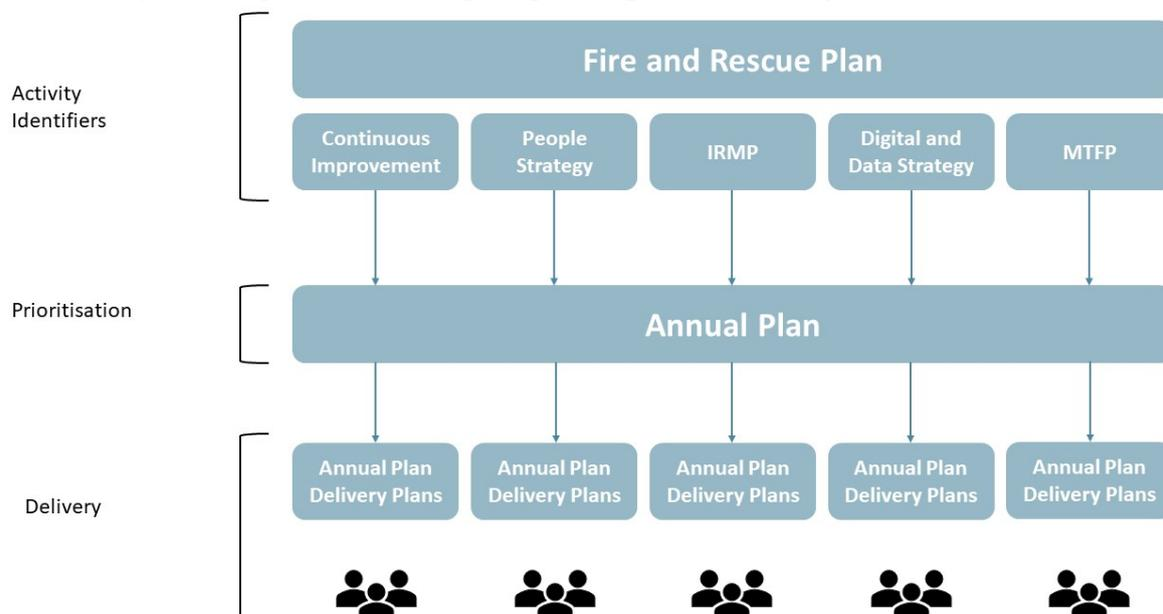 Fire and Rescue Plan
Activity
Identifiers
Continuous
Improvement
People
Strategy
IRMP
Digital and
Data Strategy
MTFP
Prioritisation
Annual Plan
Delivery
Annual Plan
Delivery Plans
Annual Plan
Delivery Plans
Annual Plan
Delivery Plans
Annual Plan
Delivery Plans
Annual Plan
Delivery Plans